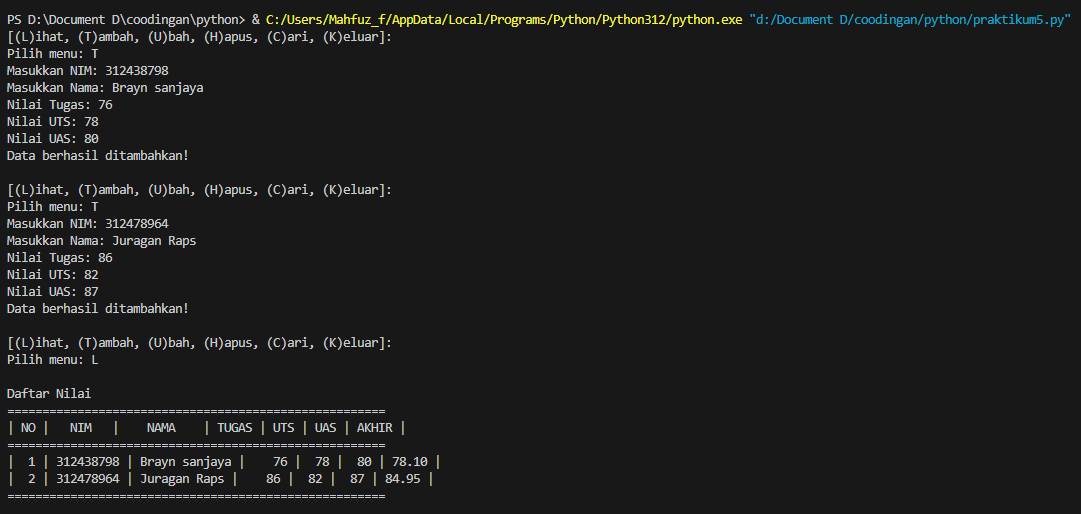 PS D:\Document D\coodingan\python> & C:/Users/Mahfuz_f/AppData/Local/Programs/Python/Python312/python.exe "d:/Document D/coodingan/python/praktikum5.py"
[(L)ihat, (T)ambah, (U)bah, (H)apus, (C)ari, (K)eluar]:
Pilih menu: T
Masukkan NIM: 312438798
Masukkan Nama: Brayn sanjaya
Nilai Tugas: 76
Nilai UTS: 78
Nilai UAS: 80
Data berhasil ditambahkan!

[(L)ihat, (T)ambah, (U)bah, (H)apus, (C)ari, (K)eluar]:
Pilih menu: T
Masukkan NIM: 312478964
Masukkan Nama: Juragan Raps
Nilai Tugas: 86
Nilai UTS: 82
Nilai UAS: 87
Data berhasil ditambahkan!

[(L)ihat, (T)ambah, (U)bah, (H)apus, (C)ari, (K)eluar]:
Pilih menu: L

Daftar Nilai
======================================================
| NO |   NIM   |    NAMA    | TUGAS | UTS | UAS | AKHIR |
======================================================
|  1 | 312438798 | Brayn sanjaya |    76 |  78 |  80 | 78.10 |
|  2 | 312478964 | Juragan Raps |    86 |  82 |  87 | 84.95 |
======================================================